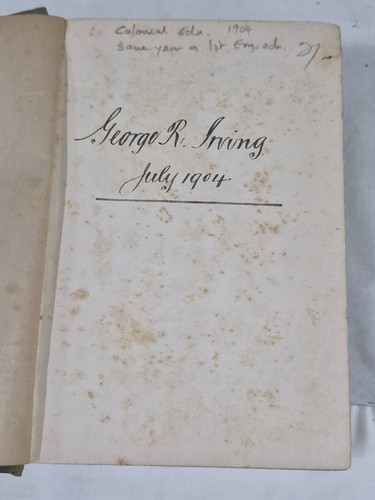 Colonial Edn. 1904
same year as 1st Eng. edn.
George R. Irving
July 1904